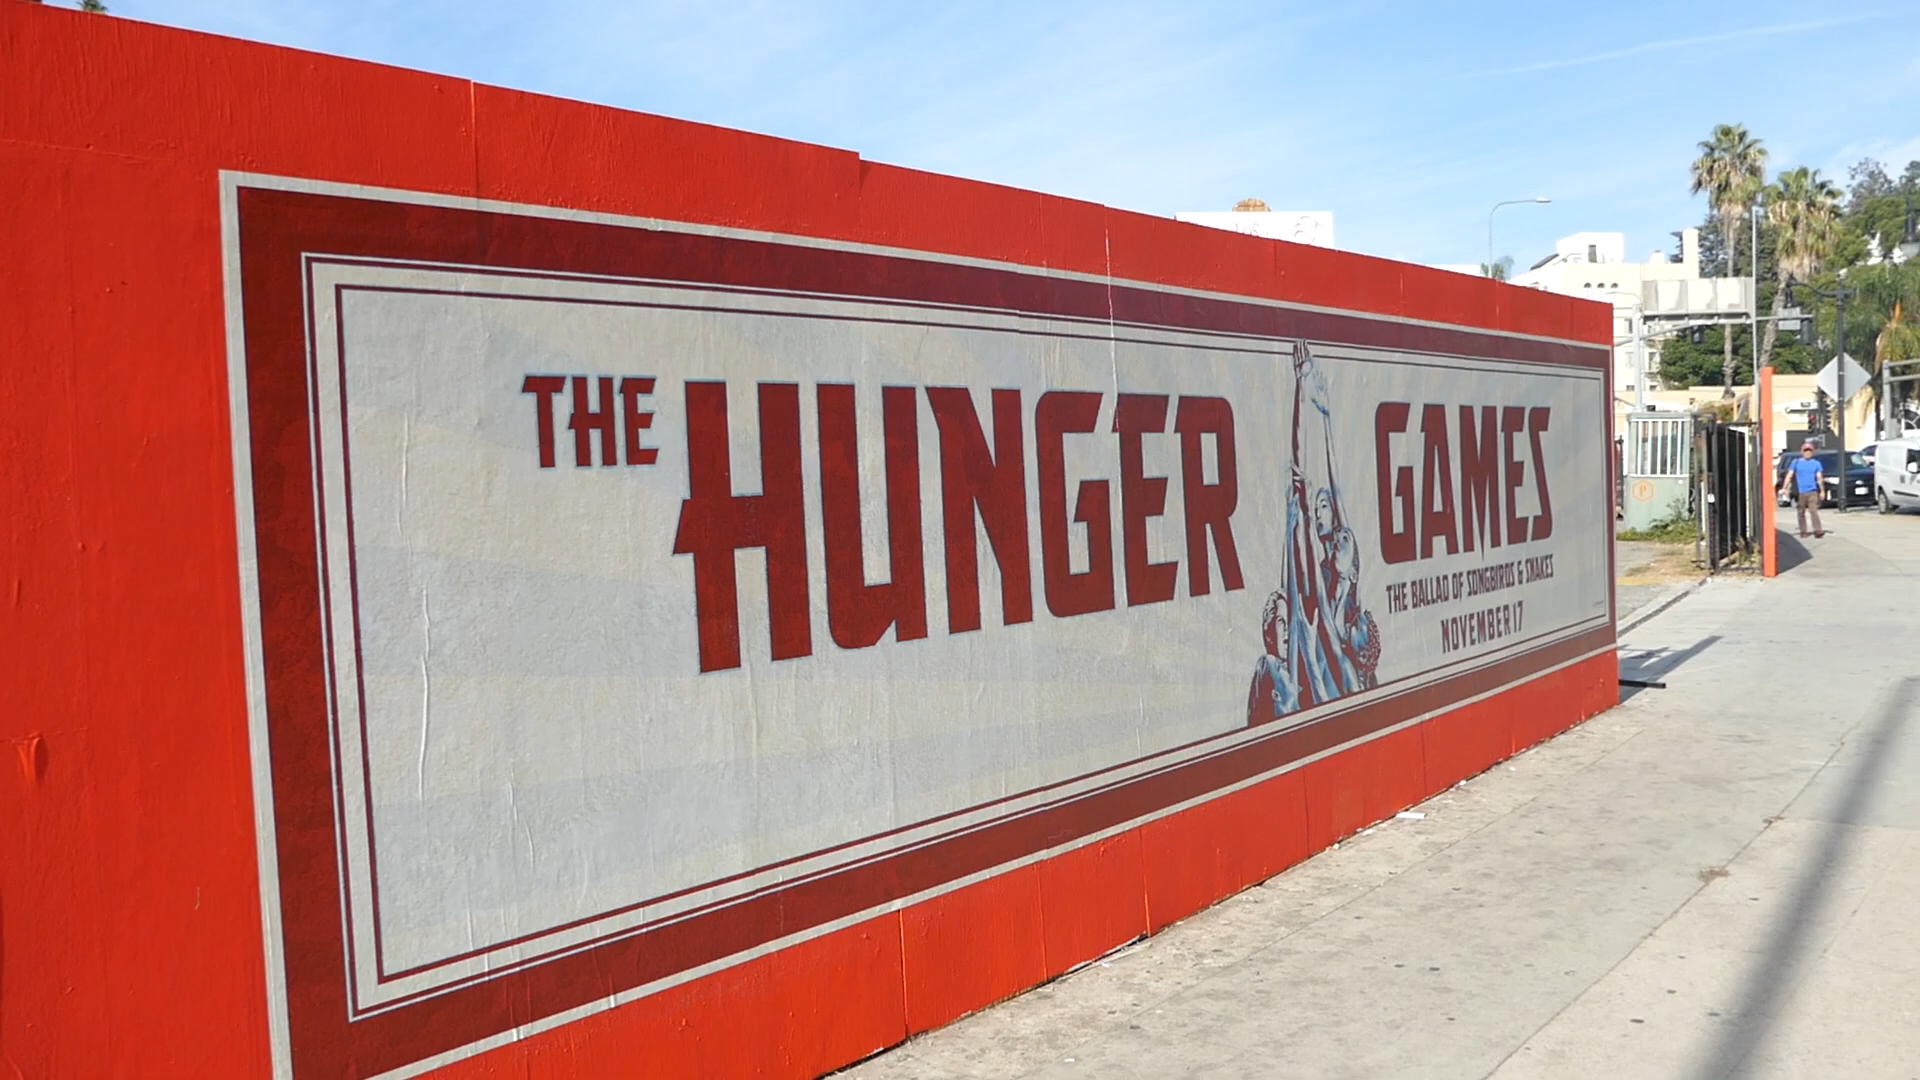 THE HUNGER GAMES
THE BALLAD OF SONGBIRDS & SNAKES
NOVEMBER 17
P